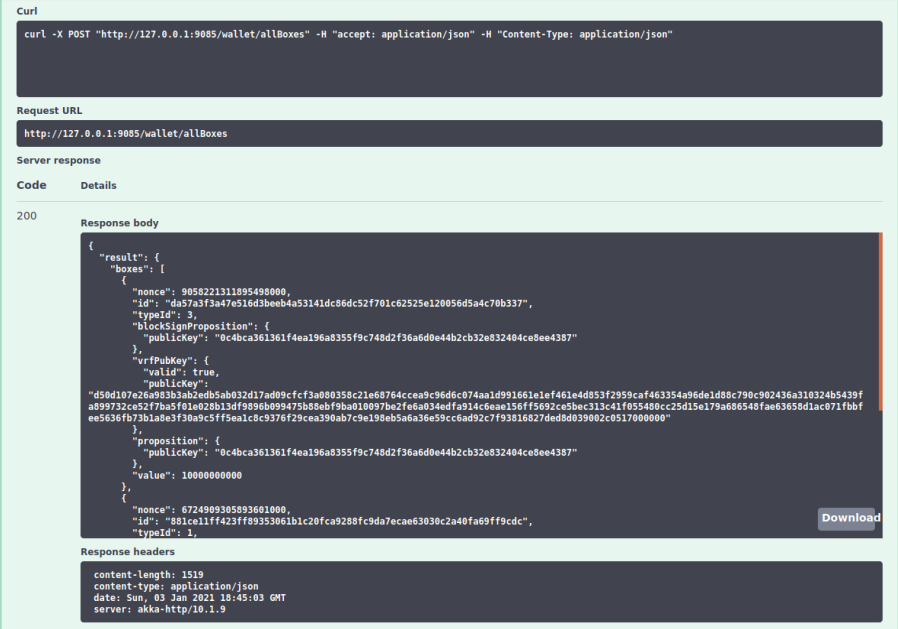 Curl
curl -X POST "http://127.0.0.1:9085/wallet/allBoxes" -H "accept: application/json" -H "Content-Type: application/json"
Request URL
http://127.0.0.1:9085/wallet/allBoxes
Server response
Code Details
200
Response body
{
"result": {
"boxes": [
{
"nonce": 9058221311895498000,
"id": "da57a3f3a47e516d3beeb4a53141dc86dc52f701c62525e120056d5a4c70b337",
"typeId": 3,
"blockSignProposition": {
"publicKey": "0c4bca361361f4ea196a8355f9c748d2f36a6d0e44b2cb32e832404ce8ee4387"
},
"vrfPubKey": {
"valid": true,
"publicKey":
"d50d107e26a983b3ab2edb5ab032d17ad09cfcf3a080358c21e68764ccea9c96d6c074aa1d991661e1ef461e4d853f2959caf463354a96de1d88c790c902436a310324b5439f
a899732ce52f7ba5f01e028b13df9896b099475b88ebf9ba010097be2fe6a034edfa914c6eae156ff5692ce5bec313c41f055480cc25d15e179a686548fae63658d1ac071fbbf
ee5636fb73b1a8e3f30a9c5ff5ea1c8c9376f29cea390ab7c9e198eb5a6a36e59cc6ad92c7f93816827ded8d039002c0517000000"
},
"proposition": {
"publicKey": "0c4bca361361f4ea196a8355f9c748d2f36a6d0e44b2cb32e832404ce8ee4387"
},
"value": 10000000000
},
{
"nonce": 6724909305893601000,
"id": "881ce11ff423ff89353061b1c20fca9288fc9da7ecae63030c2a40fa69ff9cdc",
"typeId": 1,
Download
Response headers
content-length: 1519
content-type: application/json
date: Sun, 03 Jan 2021 18:45:03 GMT
server: akka-http/10.1.9